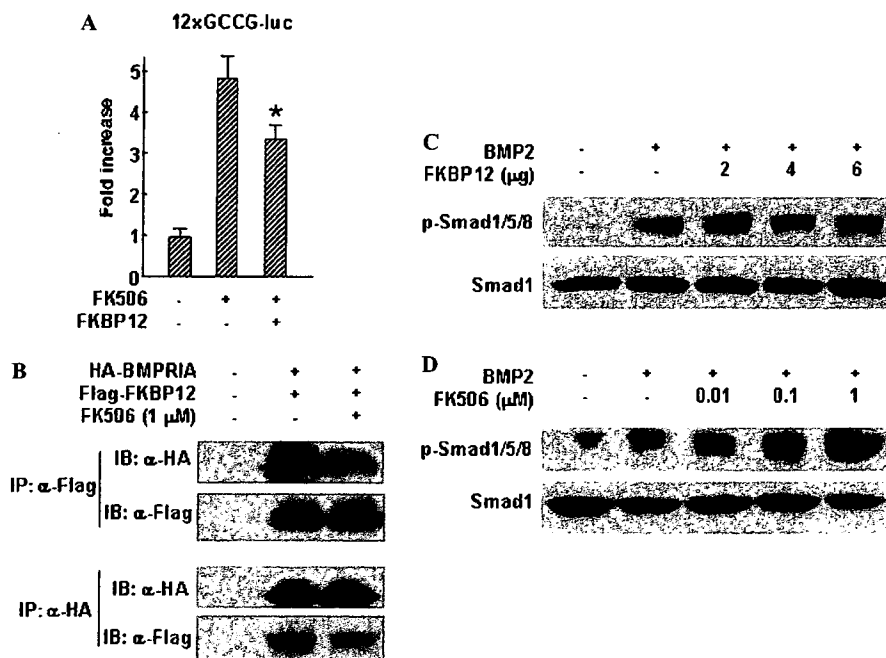 A
12xGCCG-luc
Fold increase
5
4
3
2
1
0
*
FK506 - + +
FKBP12 - - +
B
HA-BMPRIA - + +
Flag-FKBP12 - + +
FK506 (1 µM) - - +
IP: α-Flag
IB: α-HA
IB: α-Flag
IP: α-HA
IB: α-HA
IB: α-Flag
C
BMP2 - + + + +
FKBP12 (µg) - - 2 4 6
p-Smad1/5/8
Smad1
D
BMP2 - + + + +
FK506 (µM) - - 0.01 0.1 1
p-Smad1/5/8
Smad1